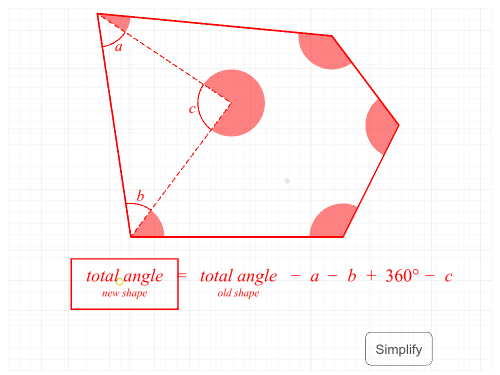 a
c
b
total angle = total angle − a − b + 360° − c
new shape old shape
Simplify